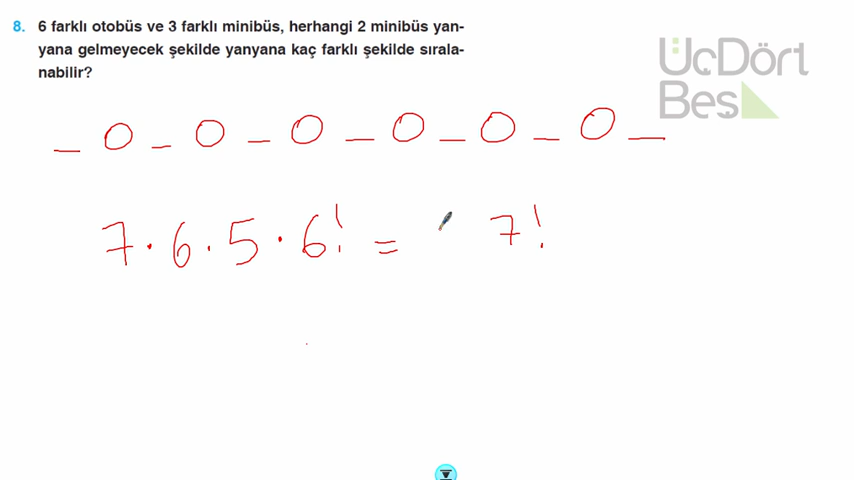 8. 6 farklı otobüs ve 3 farklı minibüs, herhangi 2 minibüs yan-
yana gelmeyecek şekilde yanyana kaç farklı şekilde sırala-
nabilir?
ÜçDört
Beş
_ O _ O _ O _ O _ O _ O _
7 · 6 · 5 · 6! = 7!